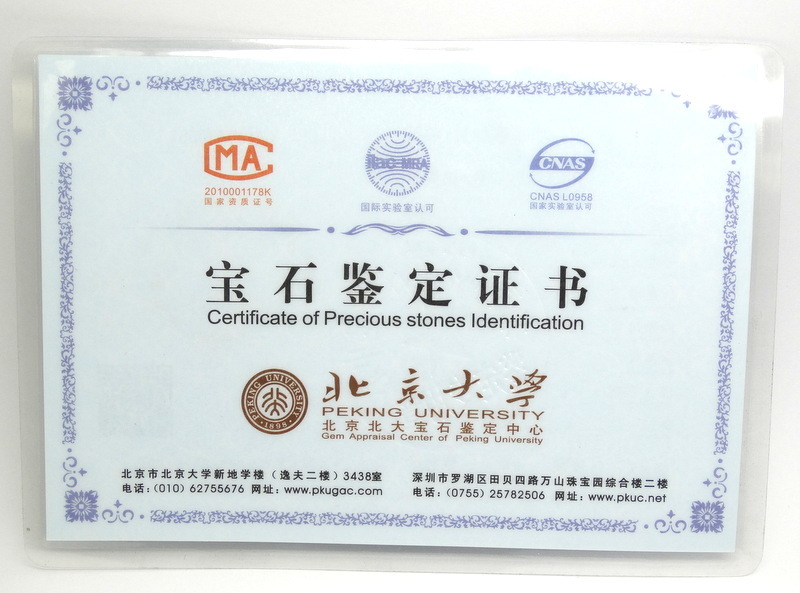 MA
2010001178K
国家资质证号
ilac-MRA
国际实验室认可
CNAS
CNAS L0958
国家实验室认可
宝石鉴定证书
Certificate of Precious stones Identification
PEKING UNIVERSITY
1898
北京大学
PEKING UNIVERSITY
北京北大宝石鉴定中心
Gem Appraisal Center of Peking University
北京市北京大学新地学楼（逸夫二楼）3438室
电话：(010) 62755676 网址：www.pkugac.com
深圳市罗湖区田贝四路万山珠宝园综合楼二楼
电话：(0755) 25782506 网址：www.pkuc.net